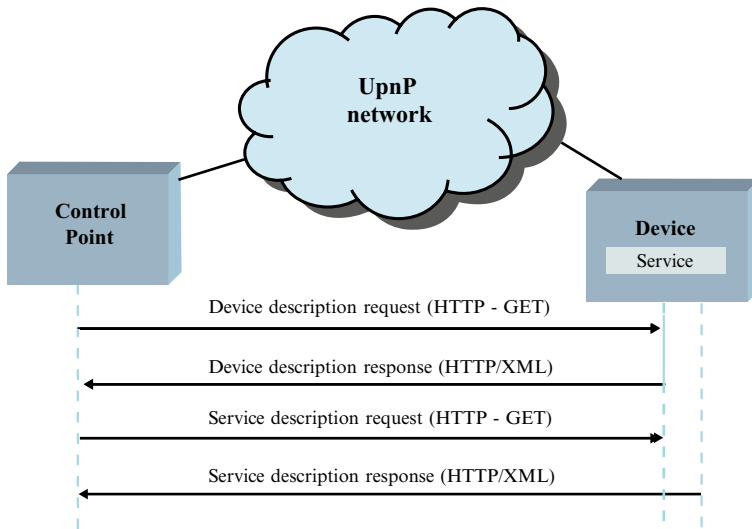 UpnP
network
Control
Point
Device
Service
Device description request (HTTP - GET)
Device description response (HTTP/XML)
Service description request (HTTP - GET)
Service description response (HTTP/XML)